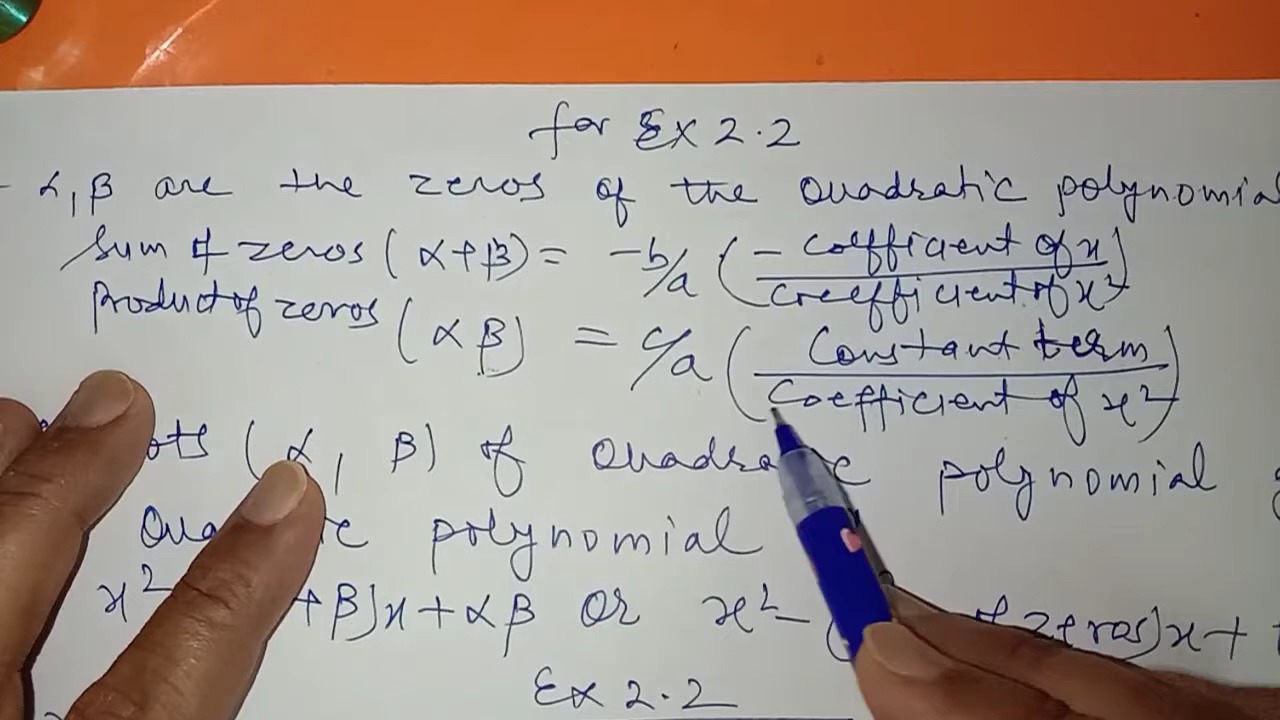 for Ex 2.2
α, β are the zeros of the Quadratic polynomial
Sum of zeros (α+β) = -b/a (- coefficient of x / coefficient of x²)
product of zeros (αβ) = c/a (Constant term / Coefficient of x²)
(α, β) of polynomial
polynomial
x² + β)x + αβ or x² - of zeros)x +
Ex 2.2